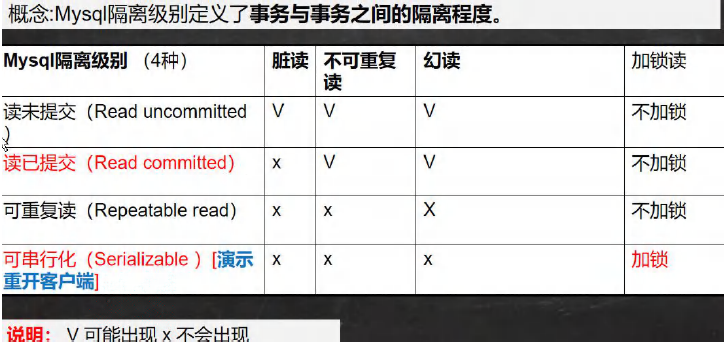 概念:Mysql隔离级别定义了事务与事务之间的隔离程度。
Mysql隔离级别 （4种） 脏读 不可重复读 幻读 加锁读
读未提交（Read uncommitted） V V V 不加锁
读已提交（Read committed） x V V 不加锁
可重复读（Repeatable read） x x X 不加锁
可串行化（Serializable ）[演示重开客户端] x x x 加锁
说明： V 可能出现 x 不会出现